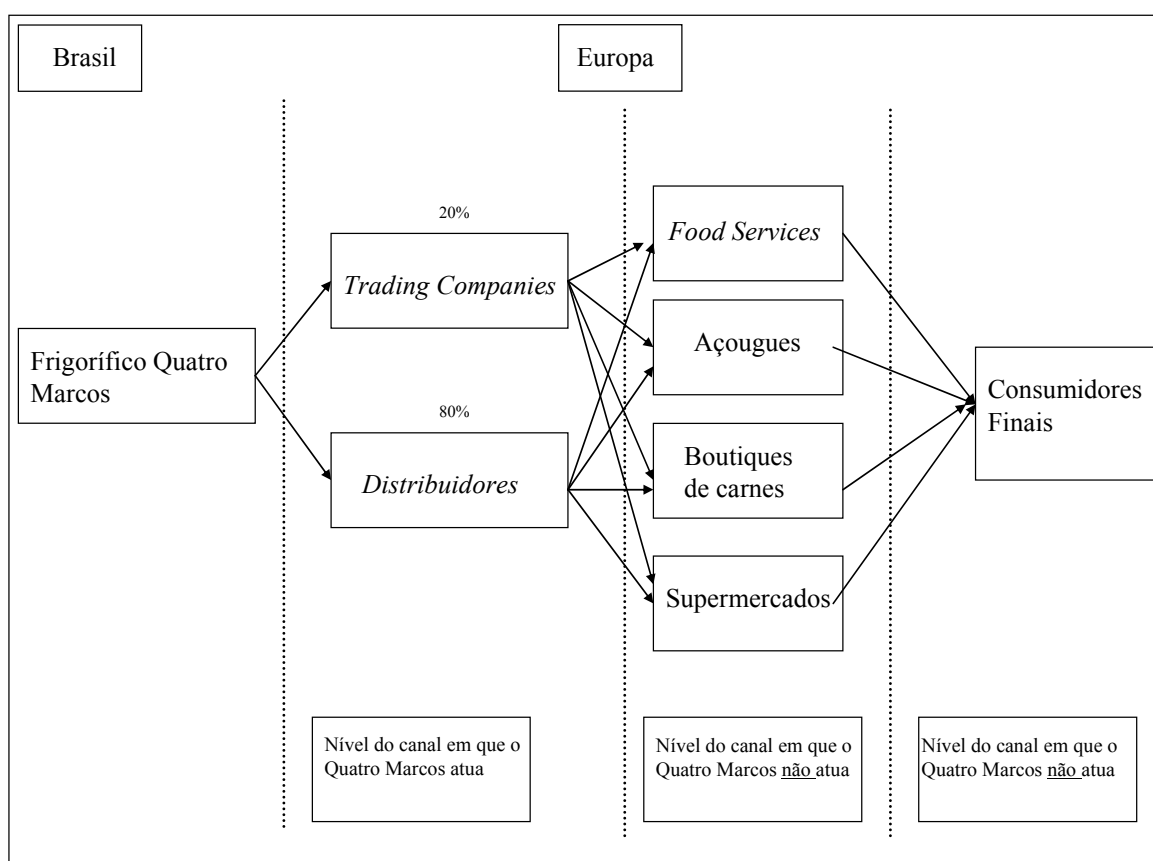 Brasil
Europa
20%
Trading Companies
Frigorífico Quatro
Marcos
80%
Distribuidores
Food Services
Açougues
Boutiques
de carnes
Supermercados
Consumidores
Finais
Nível do canal em que o
Quatro Marcos atua
Nível do canal em que o
Quatro Marcos não atua
Nível do canal em que o
Quatro Marcos não atua